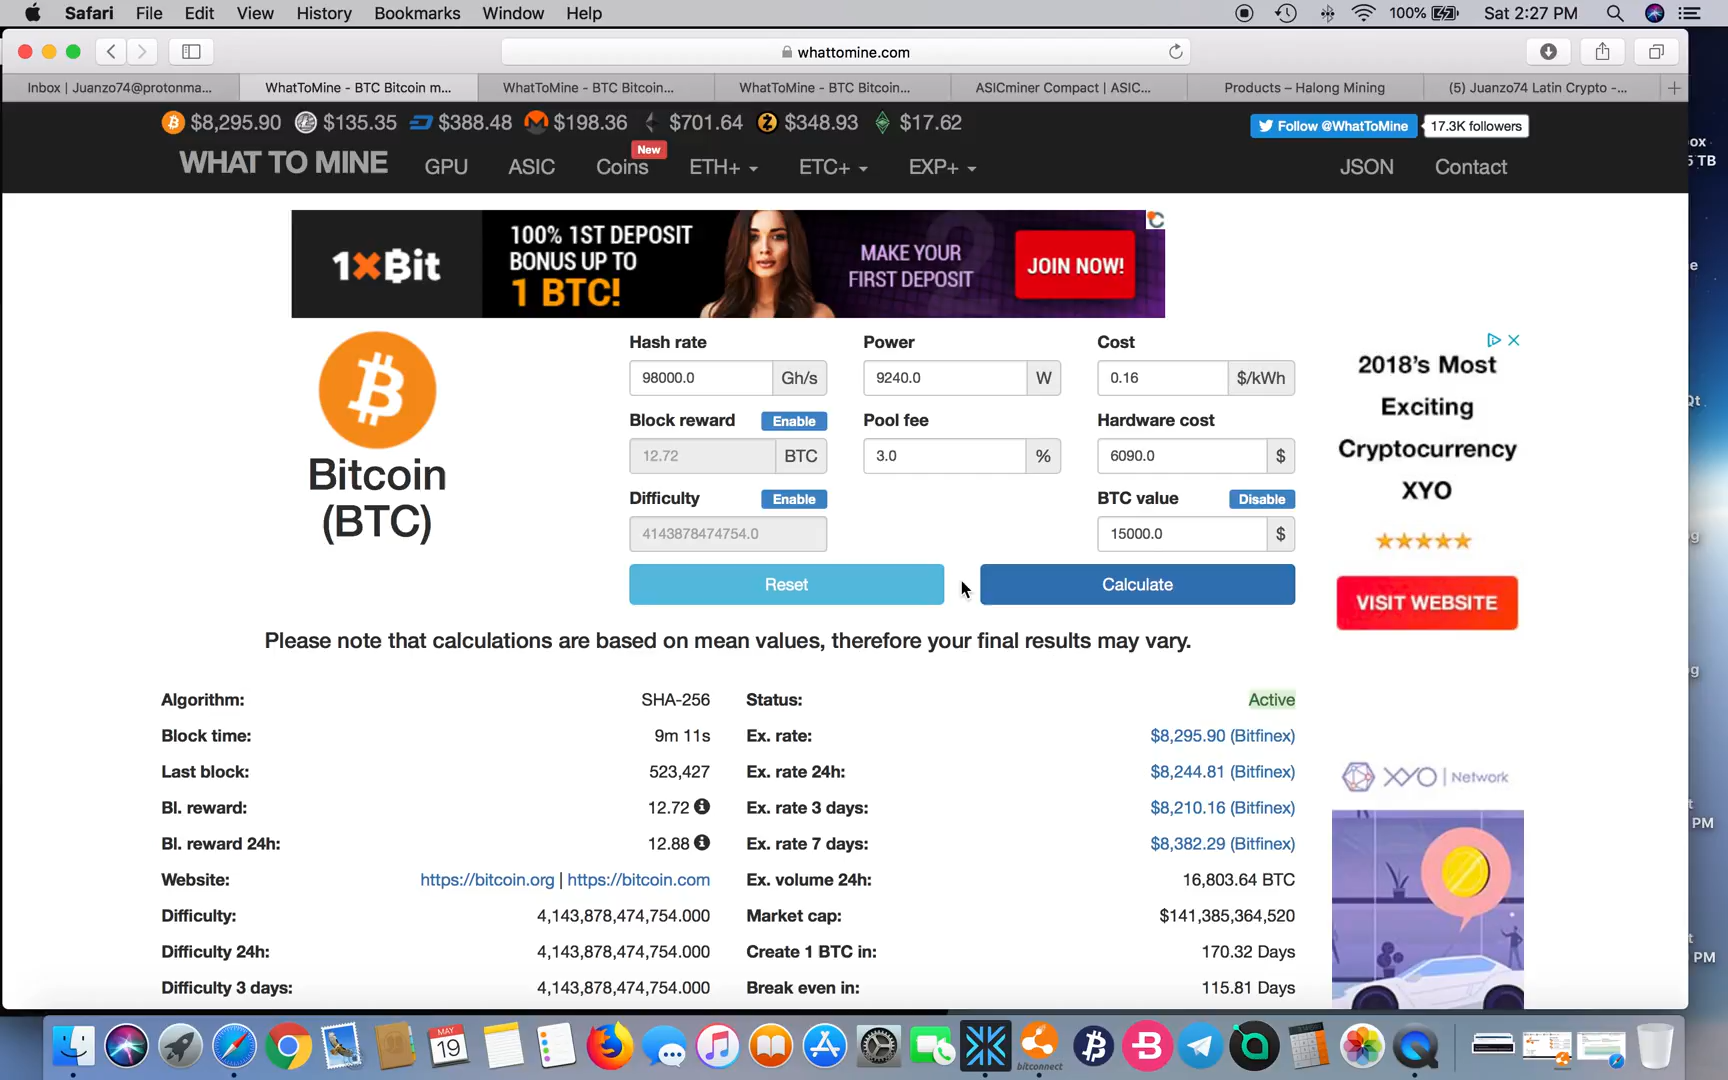 Safari File Edit View History Bookmarks Window Help 100% Sat 2:27 PM
whattomine.com
Inbox | Juanzo74@protonma... WhatToMine - BTC Bitcoin m... WhatToMine - BTC Bitcoin... WhatToMine - BTC Bitcoin... ASICminer Compact | ASIC... Products – Halong Mining (5) Juanzo74 Latin Crypto -...
$8,295.90 $135.35 $388.48 $198.36 $701.64 $348.93 $17.62 Follow @WhatToMine 17.3K followers
New
WHAT TO MINE GPU ASIC Coins ETH+ ETC+ EXP+ JSON Contact
1×Bit
100% 1ST DEPOSIT
BONUS UP TO
1 BTC!
MAKE YOUR
FIRST DEPOSIT
JOIN NOW!
Bitcoin
(BTC)
Hash rate Power Cost
98000.0 Gh/s 9240.0 W 0.16 $/kWh
Block reward Enable Pool fee Hardware cost
12.72 BTC 3.0 % 6090.0 $
Difficulty Enable BTC value Disable
4143878474754.0 15000.0 $
Reset Calculate
Please note that calculations are based on mean values, therefore your final results may vary.
Algorithm: SHA-256 Status: Active
Block time: 9m 11s Ex. rate: $8,295.90 (Bitfinex)
Last block: 523,427 Ex. rate 24h: $8,244.81 (Bitfinex)
Bl. reward: 12.72 Ex. rate 3 days: $8,210.16 (Bitfinex)
Bl. reward 24h: 12.88 Ex. rate 7 days: $8,382.29 (Bitfinex)
Website: https://bitcoin.org | https://bitcoin.com Ex. volume 24h: 16,803.64 BTC
Difficulty: 4,143,878,474,754.000 Market cap: $141,385,364,520
Difficulty 24h: 4,143,878,474,754.000 Create 1 BTC in: 170.32 Days
Difficulty 3 days: 4,143,878,474,754.000 Break even in: 115.81 Days
2018's Most
Exciting
Cryptocurrency
XYO
VISIT WEBSITE
XYO | Network
ox
5 TB
e
Qt
g
g
t
PM
t
PM
MAY
19
bitconnect